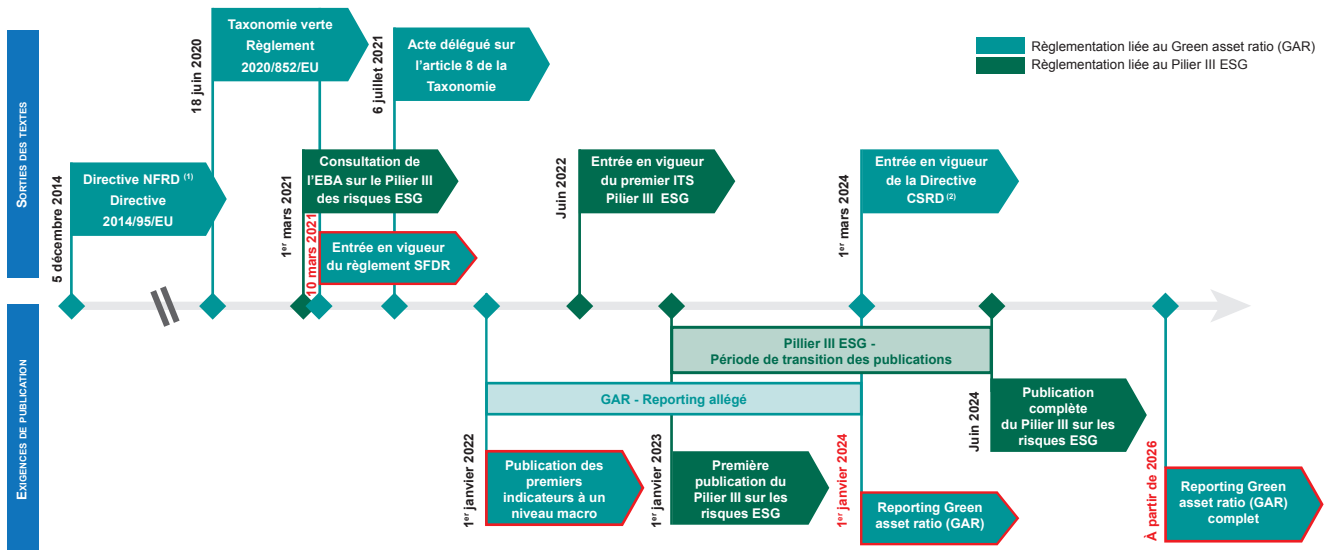 Règlementation liée au Green asset ratio (GAR)
Règlementation liée au Pilier III ESG
SORTIES DES TEXTES
5 décembre 2014
Directive NFRD (1)
Directive
2014/95/EU
18 juin 2020
Taxonomie verte
Règlement
2020/852/EU
1er mars 2021
Consultation de
l'EBA sur le Pilier III
des risques ESG
10 mars 2021
Entrée en vigueur
du règlement SFDR
6 juillet 2021
Acte délégué sur
l'article 8 de la
Taxonomie
Juin 2022
Entrée en vigueur
du premier ITS
Pilier III ESG
1er mars 2024
Entrée en vigueur
de la Directive
CSRD (2)
EXIGENCES DE PUBLICATION
Pillier III ESG -
Période de transition des publications
GAR - Reporting allégé
1er janvier 2022
Publication des
premiers
indicateurs à un
niveau macro
1er janvier 2023
Première
publication du
Pilier III sur les
risques ESG
1er janvier 2024
Reporting Green
asset ratio (GAR)
Juin 2024
Publication
complète
du Pilier III sur les
risques ESG
À partir de 2026
Reporting Green
asset ratio (GAR)
complet